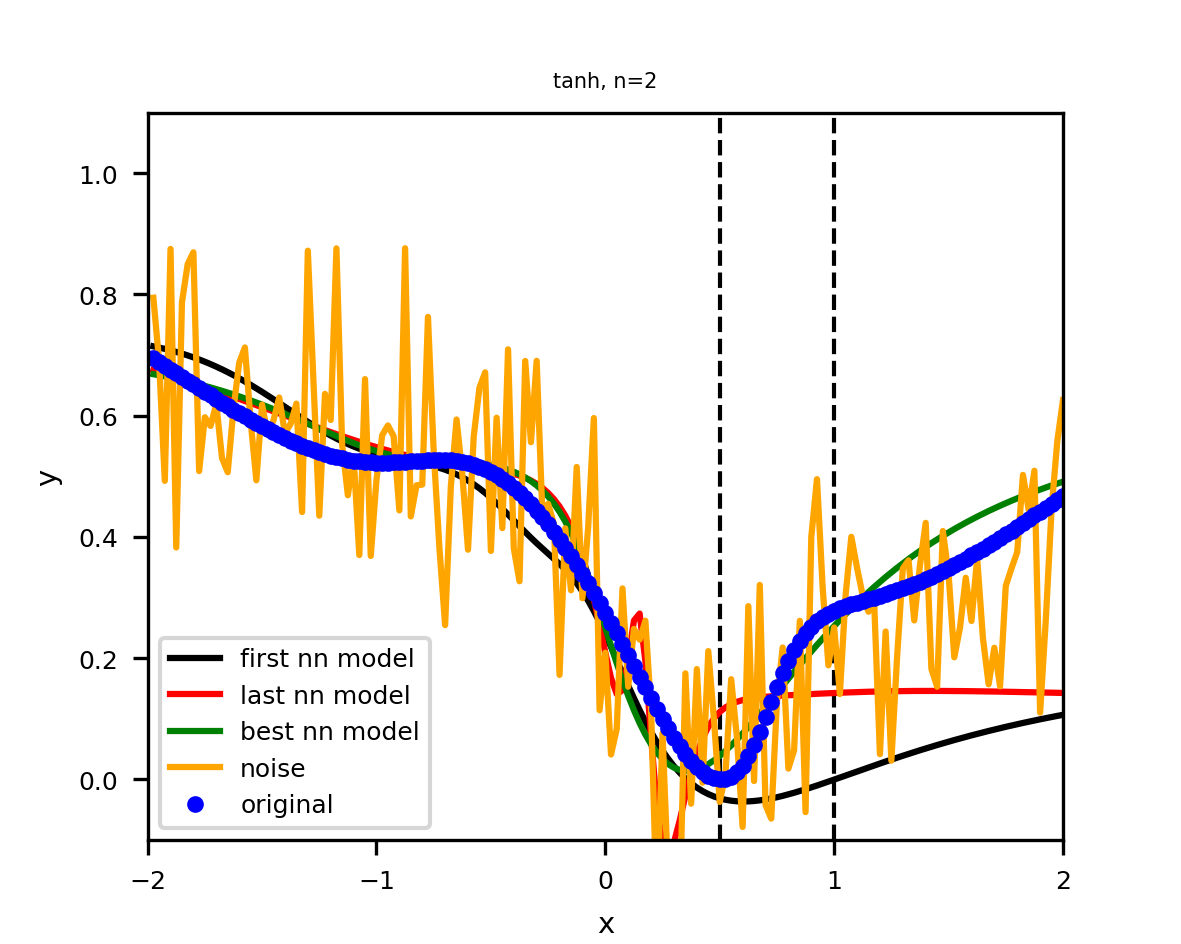 tanh, n=2
1.0
0.8
0.6
0.4
0.2
0.0
y
first nn model
last nn model
best nn model
noise
original
−2
−1
0
1
2
x